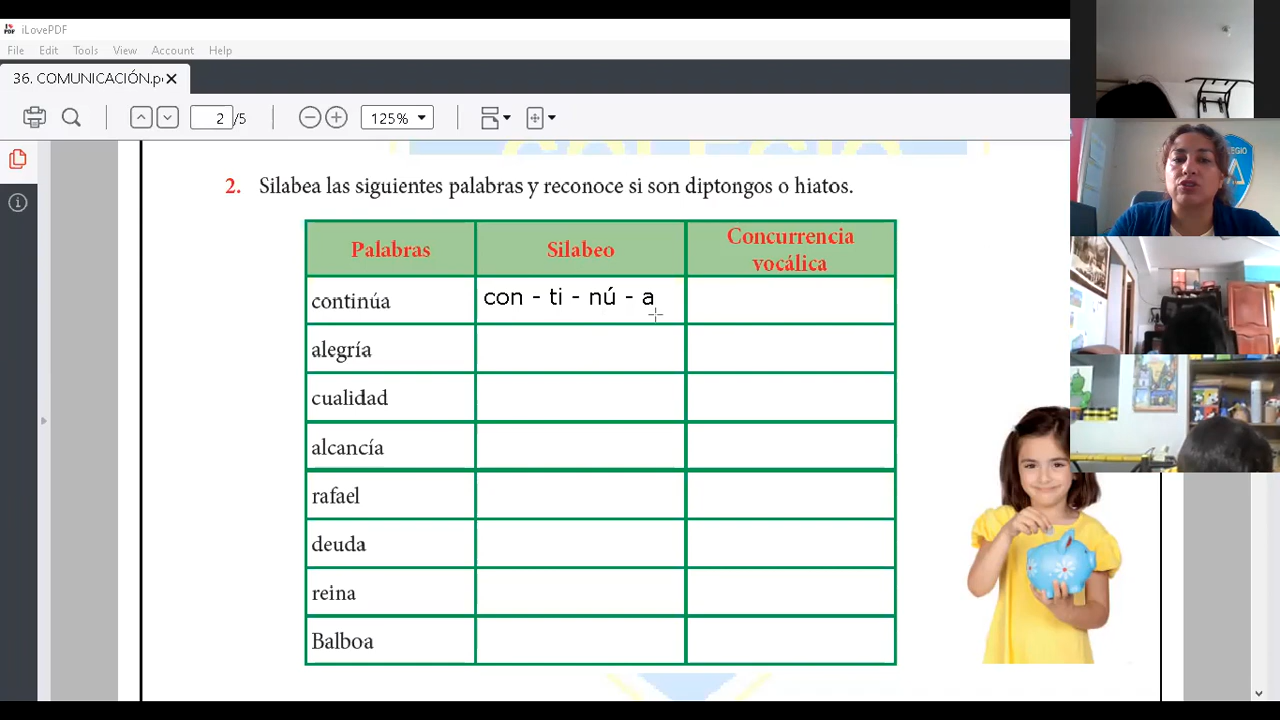 iLovePDF
File Edit Tools View Account Help
36. COMUNICACIÓN.p
2 /5 125%
2. Silabea las siguientes palabras y reconoce si son diptongos o hiatos.
Palabras Silabeo Concurrencia
vocálica
continúa con - ti - nú - a
alegría
cualidad
alcancía
rafael
deuda
reina
Balboa